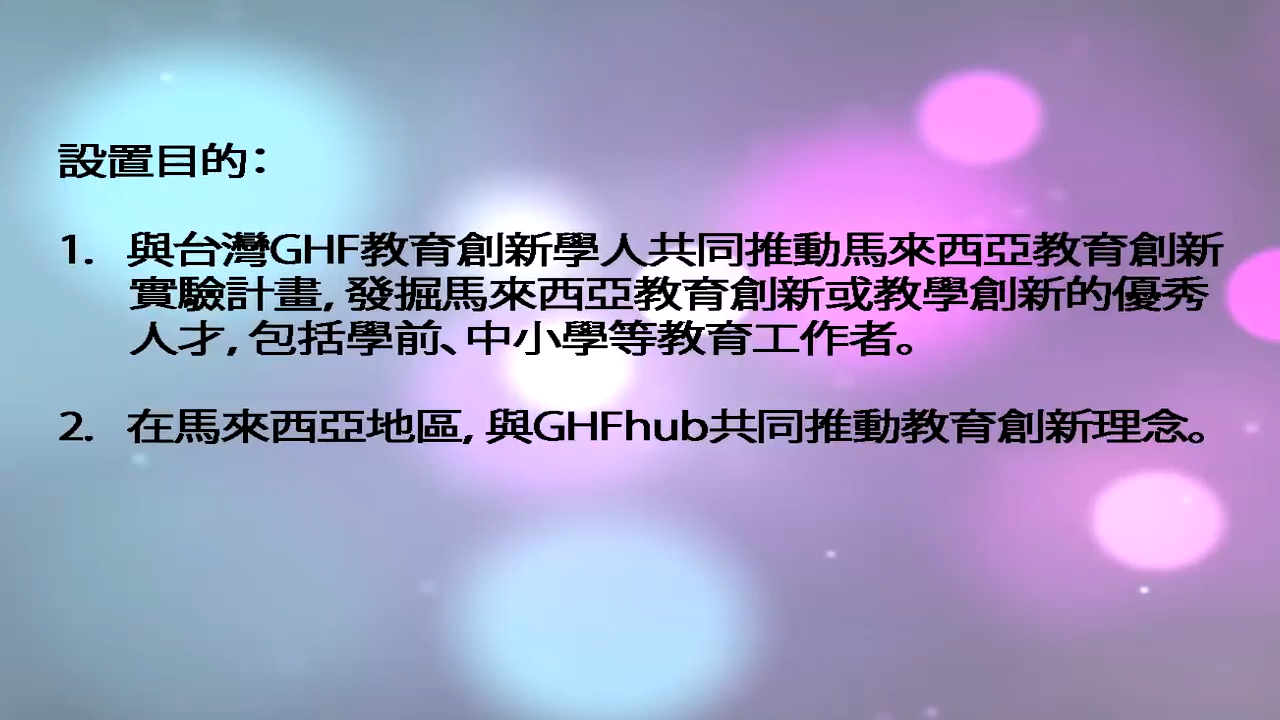 設置目的：
1. 與台灣GHF教育創新學人共同推動馬來西亞教育創新
實驗計畫, 發掘馬來西亞教育創新或教學創新的優秀
人才, 包括學前、中小學等教育工作者。
2. 在馬來西亞地區, 與GHFhub共同推動教育創新理念。